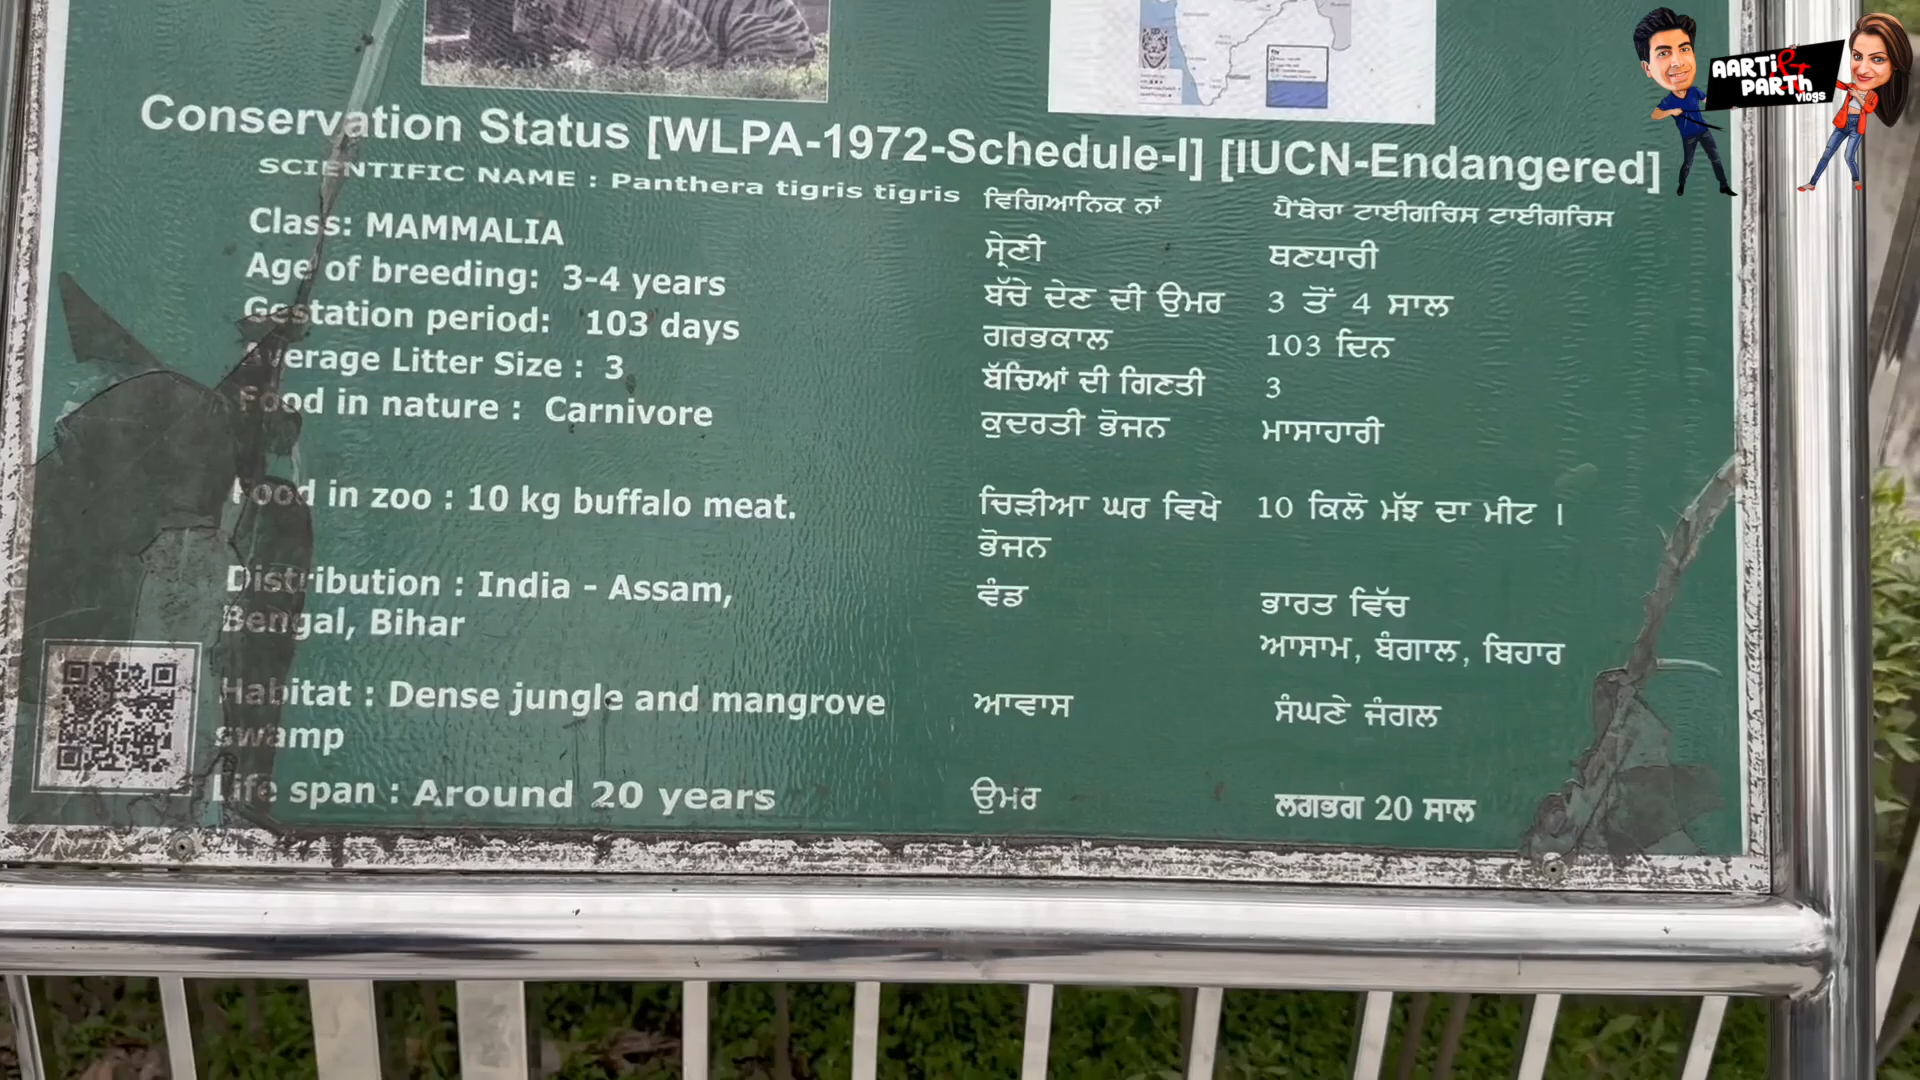 AARTI & PARTH vlogs
Conservation Status [WLPA-1972-Schedule-I] [IUCN-Endangered]
SCIENTIFIC NAME : Panthera tigris tigris ਵਿਗਿਆਨਿਕ ਨਾਂ ਪੈਂਥੇਰਾ ਟਾਈਗਰਿਸ ਟਾਈਗਰਿਸ
Class: MAMMALIA ਸ਼੍ਰੇਣੀ ਥਣਧਾਰੀ
Age of breeding: 3-4 years ਬੱਚੇ ਦੇਣ ਦੀ ਉਮਰ 3 ਤੋਂ 4 ਸਾਲ
Gestation period: 103 days ਗਰਭਕਾਲ 103 ਦਿਨ
Average Litter Size : 3 ਬੱਚਿਆਂ ਦੀ ਗਿਣਤੀ 3
Food in nature : Carnivore ਕੁਦਰਤੀ ਭੋਜਨ ਮਾਸਾਹਾਰੀ
Food in zoo : 10 kg buffalo meat. ਚਿੜੀਆ ਘਰ ਵਿਖੇ 10 ਕਿਲੋ ਮੱਝ ਦਾ ਮੀਟ ।
ਭੋਜਨ
Distribution : India - Assam, ਵੰਡ ਭਾਰਤ ਵਿੱਚ
Bengal, Bihar ਆਸਾਮ, ਬੰਗਾਲ, ਬਿਹਾਰ
Habitat : Dense jungle and mangrove ਆਵਾਸ ਸੰਘਣੇ ਜੰਗਲ
swamp
Life span : Around 20 years ਉਮਰ ਲਗਭਗ 20 ਸਾਲ